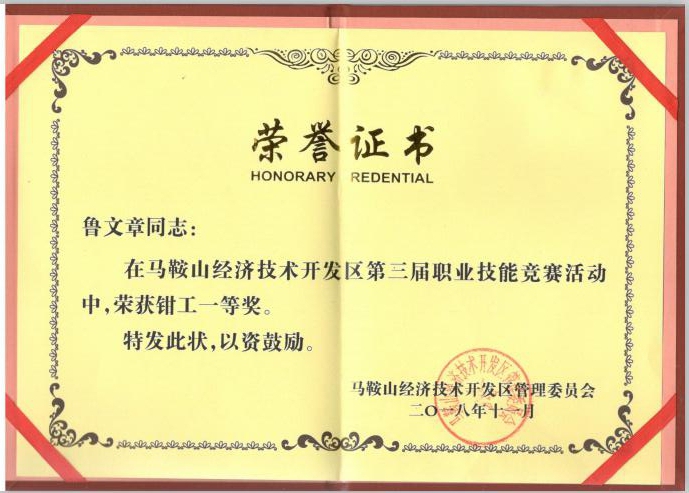 荣誉证书
HONORARY CREDENTIAL
鲁文章同志：
在马鞍山经济技术开发区第三届职业技能竞赛活动
中，荣获钳工一等奖。
特发此状，以资鼓励。
马鞍山经济技术开发区管理委员会
二〇一八年十一月